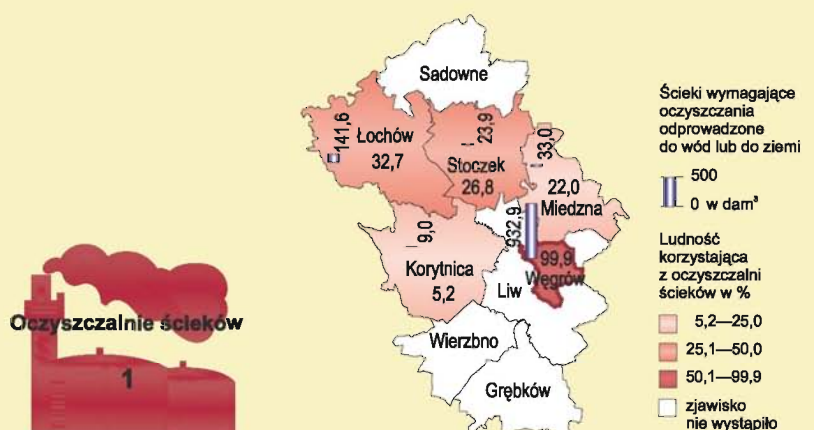 Sadowne
141,6
Łochów
32,7
23,9
Stoczek
26,8
33,0
22,0
Miedzna
9,0
Korytnica
5,2
932,9
99,9
Węgrów
Liw
Wierzbno
Grębków
Oczyszczalnie ścieków
1
Ścieki wymagające
oczyszczania
odprowadzone
do wód lub do ziemi
500
0 w dam³
Ludność
korzystająca
z oczyszczalni
ścieków w %
5,2—25,0
25,1—50,0
50,1—99,9
zjawisko
nie wystąpiło